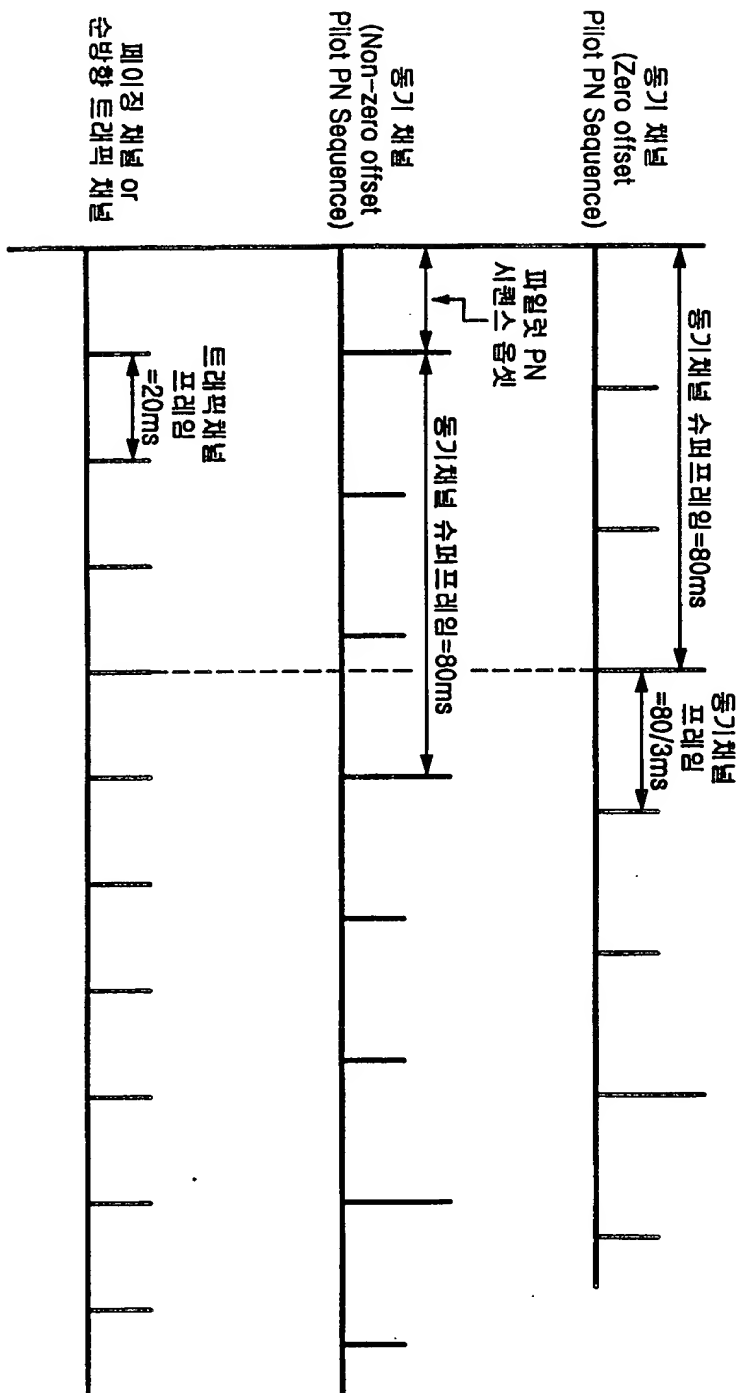 동기 채널
(Zero offset
Pilot PN Sequence)
동기채널 슈퍼프레임=80ms
동기채널
프레임
=80/3ms
동기 채널
(Non-zero offset
Pilot PN Sequence)
파일럿 PN
시퀀스 옵셋
동기채널 슈퍼프레임=80ms
페이징 채널 or
순방향 트래픽 채널
트래픽채널
프레임
=20ms